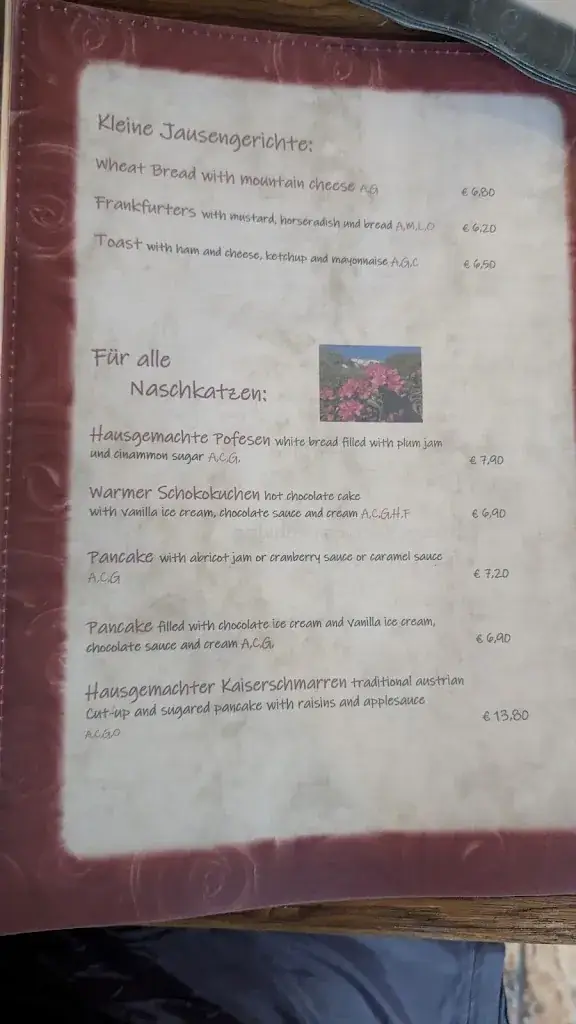 Kleine Jausengerichte:
Wheat Bread with mountain cheese A,G € 6,80
Frankfurters with mustard, horseradish und bread A,M,L,O € 6,20
Toast with ham and cheese, ketchup and mayonnaise A,G,C € 6,50
Für alle
Naschkatzen:
Hausgemachte Pofesen white bread filled with plum jam
und cinammon sugar A,C,G, € 7,90
Warmer Schokokuchen hot chocolate cake
with vanilla ice cream, chocolate sauce and cream A,C,G,H,F € 6,90
Pancake with abricot jam or cranberry sauce or caramel sauce
A,C,G € 7,20
Pancake filled with chocolate ice cream and vanilla ice cream,
chocolate sauce and cream A,C,G, € 6,90
Hausgemachter Kaiserschmarren traditional austrian
Cut-up and sugared pancake with raisins and applesauce
A,C,G,O € 13,80